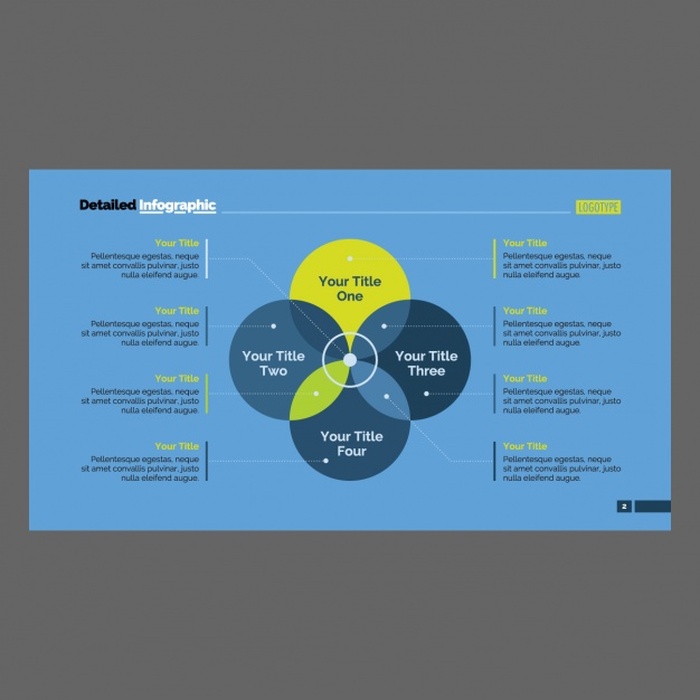 Detailed Infographic
LOGOTYPE
Your Title
Pellentesque egestas, neque
sit amet convallis pulvinar, justo
nulla eleifend augue.
Your Title
Pellentesque egestas, neque
sit amet convallis pulvinar, justo
nulla eleifend augue.
Your Title
Pellentesque egestas, neque
sit amet convallis pulvinar, justo
nulla eleifend augue.
Your Title
Pellentesque egestas, neque
sit amet convallis pulvinar, justo
nulla eleifend augue.
Your Title
One
Your Title
Two
Your Title
Three
Your Title
Four
Your Title
Pellentesque egestas, neque
sit amet convallis pulvinar, justo
nulla eleifend augue.
Your Title
Pellentesque egestas, neque
sit amet convallis pulvinar, justo
nulla eleifend augue.
Your Title
Pellentesque egestas, neque
sit amet convallis pulvinar, justo
nulla eleifend augue.
Your Title
Pellentesque egestas, neque
sit amet convallis pulvinar, justo
nulla eleifend augue.
2